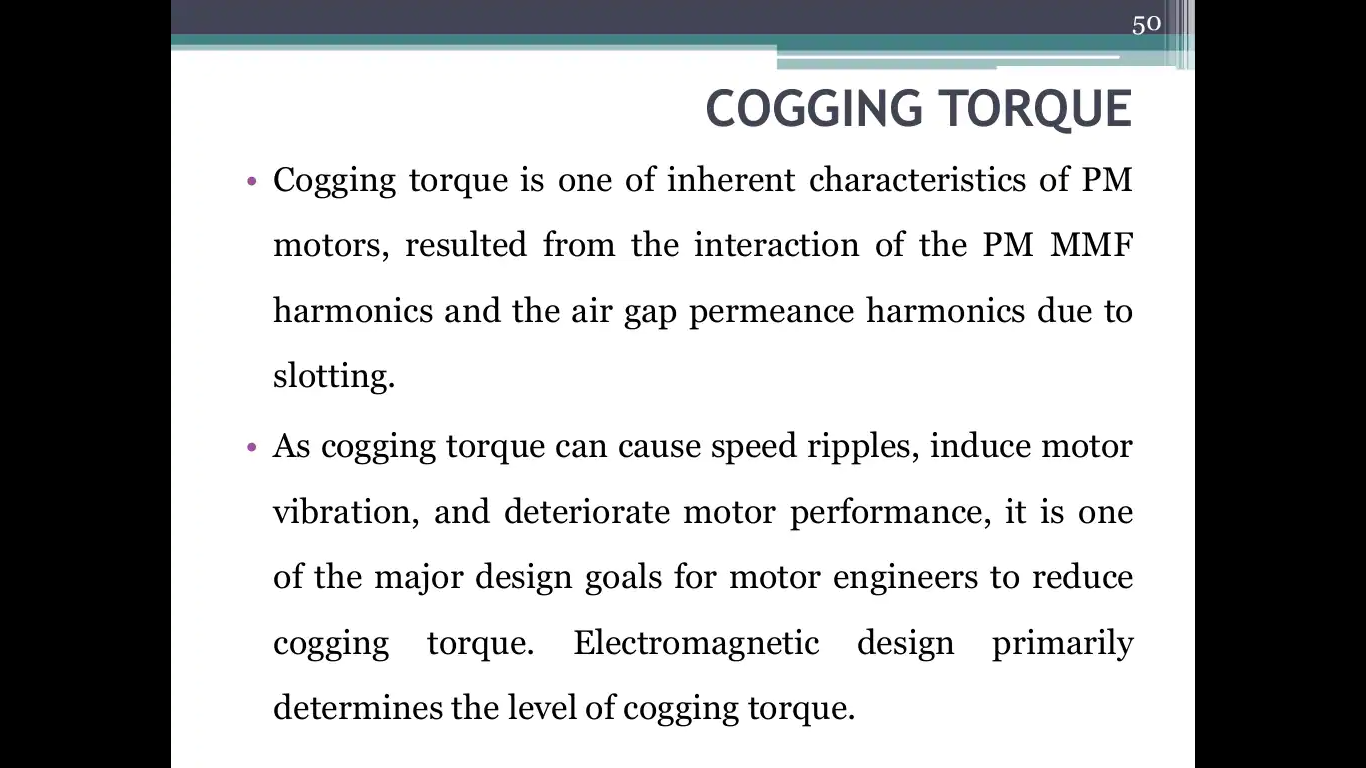 50
COGGING TORQUE
• Cogging torque is one of inherent characteristics of PM
motors, resulted from the interaction of the PM MMF
harmonics and the air gap permeance harmonics due to
slotting.
• As cogging torque can cause speed ripples, induce motor
vibration, and deteriorate motor performance, it is one
of the major design goals for motor engineers to reduce
cogging torque. Electromagnetic design primarily
determines the level of cogging torque.